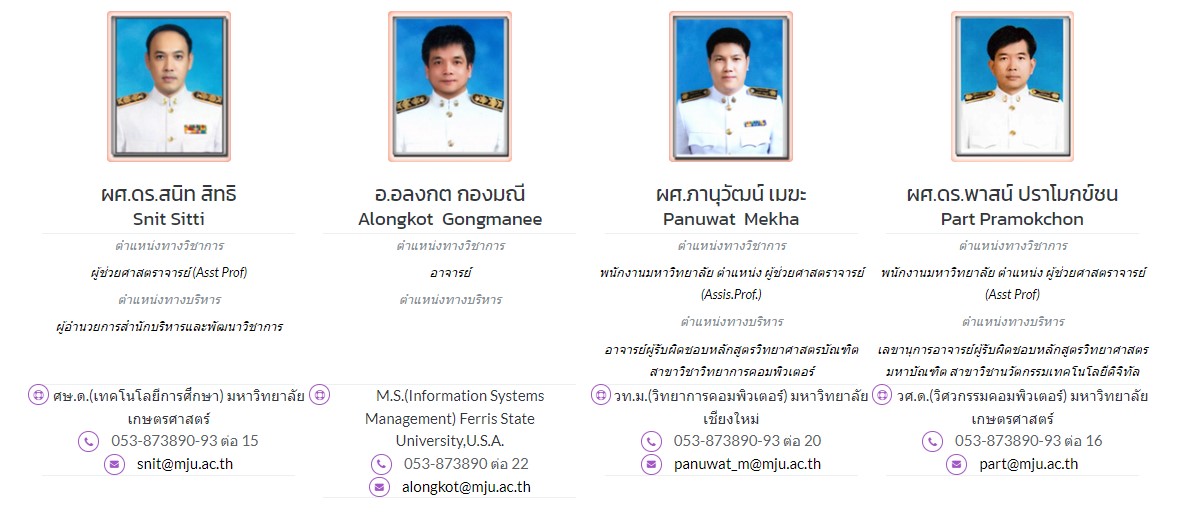 ผศ.ดร.สนิท สิทธิ
Snit Sitti
ตำแหน่งทางวิชาการ
ผู้ช่วยศาสตราจารย์ (Asst Prof)
ตำแหน่งทางบริหาร
ผู้อำนวยการสำนักบริหารและพัฒนาวิชาการ
ศษ.ด.(เทคโนโลยีการศึกษา) มหาวิทยาลัย
เกษตรศาสตร์
053-873890-93 ต่อ 15
snit@mju.ac.th
อ.อลงกต กองมณี
Alongkot Gongmanee
ตำแหน่งทางวิชาการ
อาจารย์
ตำแหน่งทางบริหาร
M.S.(Information Systems
Management) Ferris State
University,U.S.A.
053-873890 ต่อ 22
alongkot@mju.ac.th
ผศ.ภานุวัฒน์ เมฆะ
Panuwat Mekha
ตำแหน่งทางวิชาการ
พนักงานมหาวิทยาลัย ตำแหน่ง ผู้ช่วยศาสตราจารย์
(Assis.Prof.)
ตำแหน่งทางบริหาร
อาจารย์ผู้รับผิดชอบหลักสูตรวิทยาศาสตรบัณฑิต
สาขาวิชาวิทยาการคอมพิวเตอร์
วท.ม.(วิทยาการคอมพิวเตอร์) มหาวิทยาลัย
เชียงใหม่
053-873890-93 ต่อ 20
panuwat_m@mju.ac.th
ผศ.ดร.พาสน์ ปราโมกข์ชน
Part Pramokchon
ตำแหน่งทางวิชาการ
พนักงานมหาวิทยาลัย ตำแหน่ง ผู้ช่วยศาสตราจารย์
(Asst Prof)
ตำแหน่งทางบริหาร
เลขานุการอาจารย์ผู้รับผิดชอบหลักสูตรวิทยาศาสตร
มหาบัณฑิต สาขาวิชานวัตกรรมเทคโนโลยีดิจิทัล
วศ.ด.(วิศวกรรมคอมพิวเตอร์) มหาวิทยาลัย
เกษตรศาสตร์
053-873890-93 ต่อ 16
part@mju.ac.th